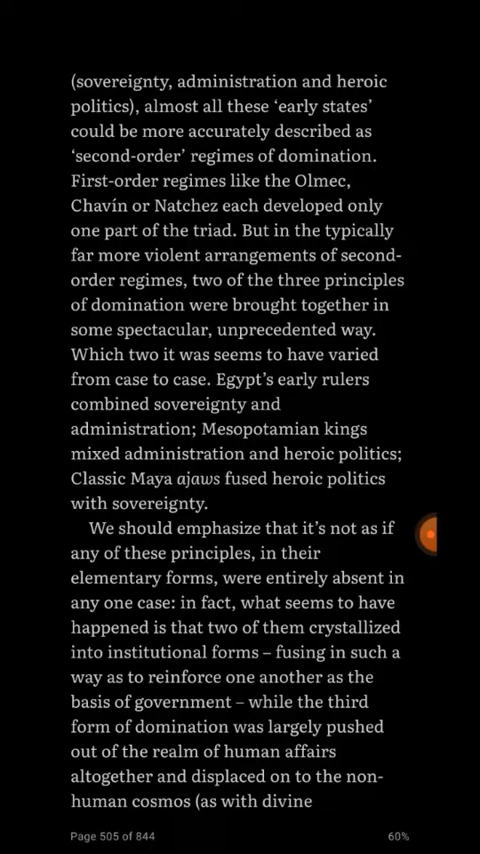 (sovereignty, administration and heroic
politics), almost all these ‘early states’
could be more accurately described as
‘second-order’ regimes of domination.
First-order regimes like the Olmec,
Chavín or Natchez each developed only
one part of the triad. But in the typically
far more violent arrangements of second-
order regimes, two of the three principles
of domination were brought together in
some spectacular, unprecedented way.
Which two it was seems to have varied
from case to case. Egypt’s early rulers
combined sovereignty and
administration; Mesopotamian kings
mixed administration and heroic politics;
Classic Maya ajaws fused heroic politics
with sovereignty.
We should emphasize that it’s not as if
any of these principles, in their
elementary forms, were entirely absent in
any one case: in fact, what seems to have
happened is that two of them crystallized
into institutional forms – fusing in such a
way as to reinforce one another as the
basis of government – while the third
form of domination was largely pushed
out of the realm of human affairs
altogether and displaced on to the non-
human cosmos (as with divine
Page 505 of 844
60%